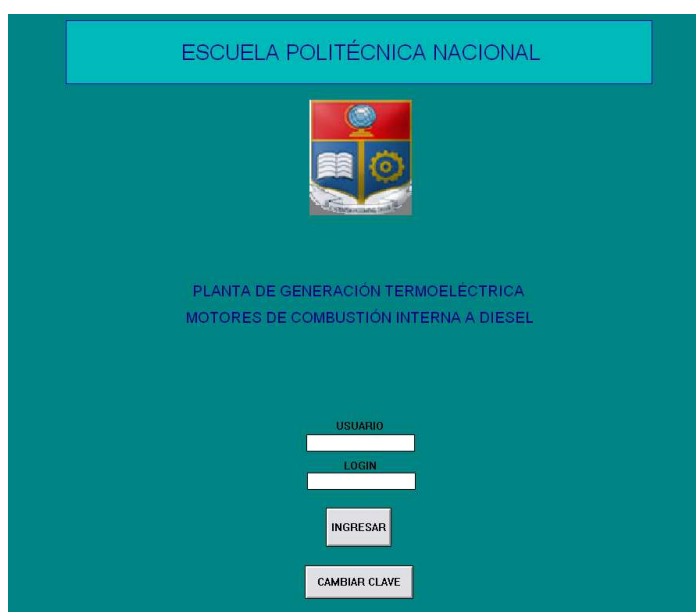 ESCUELA POLITÉCNICA NACIONAL
PLANTA DE GENERACIÓN TERMOELÉCTRICA
MOTORES DE COMBUSTIÓN INTERNA A DIESEL
USUARIO
LOGIN
INGRESAR
CAMBIAR CLAVE